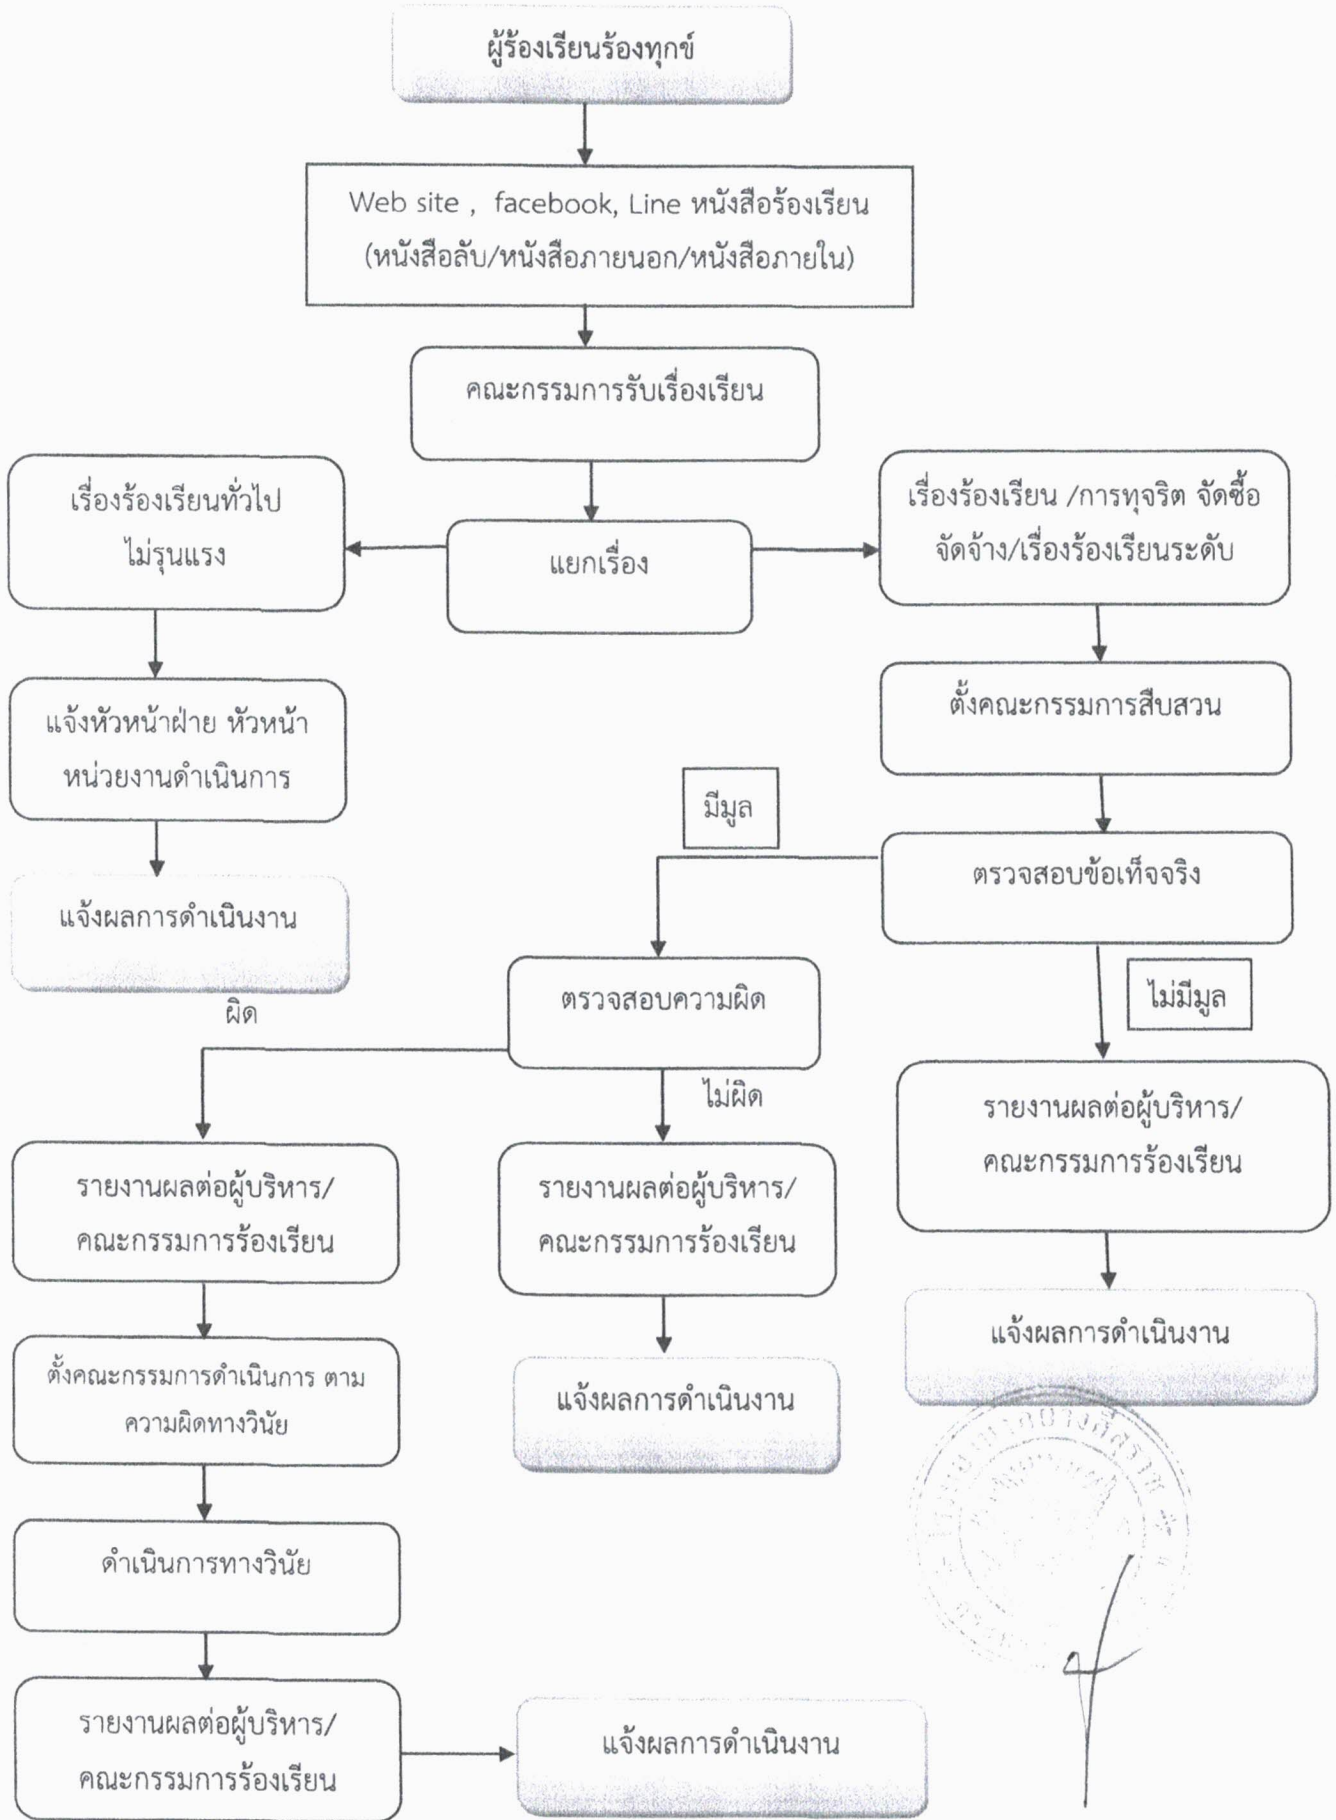 ผู้ร้องเรียนร้องทุกข์
Web site , facebook, Line หนังสือร้องเรียน
(หนังสือลับ/หนังสือภายนอก/หนังสือภายใน)
คณะกรรมการรับเรื่องเรียน
แยกเรื่อง
เรื่องร้องเรียนทั่วไป
ไม่รุนแรง
แจ้งหัวหน้าฝ่าย หัวหน้า
หน่วยงานดำเนินการ
แจ้งผลการดำเนินงาน
เรื่องร้องเรียน /การทุจริต จัดซื้อ
จัดจ้าง/เรื่องร้องเรียนระดับ
ตั้งคณะกรรมการสืบสวน
ตรวจสอบข้อเท็จจริง
มีมูล
ไม่มีมูล
รายงานผลต่อผู้บริหาร/
คณะกรรมการร้องเรียน
แจ้งผลการดำเนินงาน
ตรวจสอบความผิด
ผิด
ไม่ผิด
รายงานผลต่อผู้บริหาร/
คณะกรรมการร้องเรียน
แจ้งผลการดำเนินงาน
รายงานผลต่อผู้บริหาร/
คณะกรรมการร้องเรียน
ตั้งคณะกรรมการดำเนินการ ตาม
ความผิดทางวินัย
ดำเนินการทางวินัย
รายงานผลต่อผู้บริหาร/
คณะกรรมการร้องเรียน
แจ้งผลการดำเนินงาน